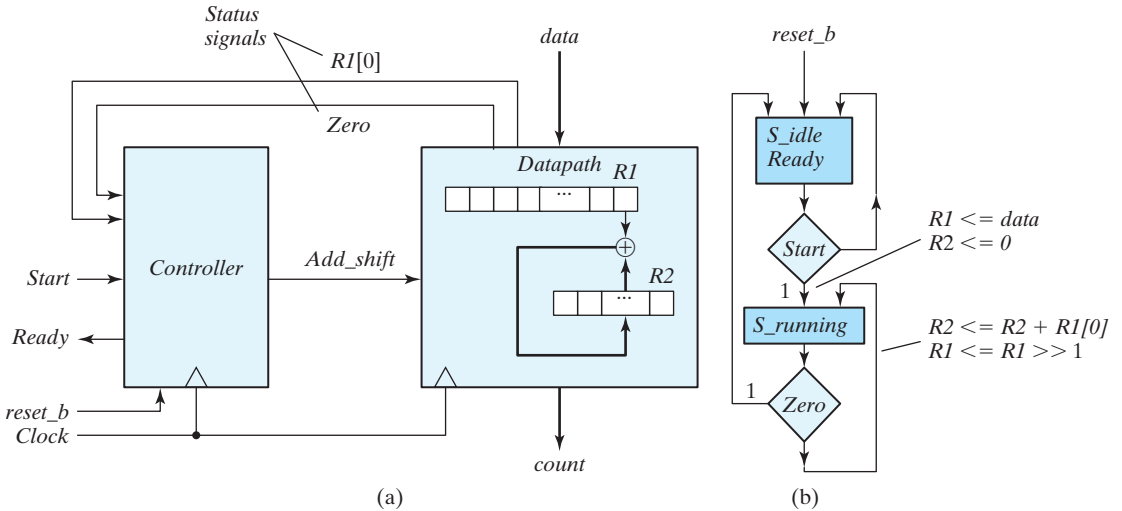 Status
signals
R1[0]
Zero
data
Datapath
R1
...
R2
...
Controller
Start
Ready
reset_b
Clock
Add_shift
count
(a)
reset_b
S_idle
Ready
Start
R1 <= data
R2 <= 0
1
S_running
R2 <= R2 + R1[0]
R1 <= R1 >> 1
1
Zero
(b)